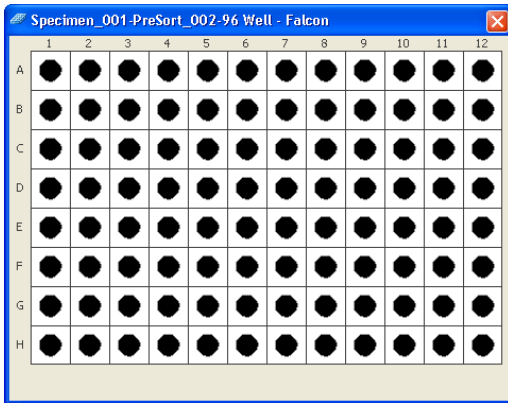 Specimen_001-PreSort_002-96 Well - Falcon
1 2 3 4 5 6 7 8 9 10 11 12
A
B
C
D
E
F
G
H